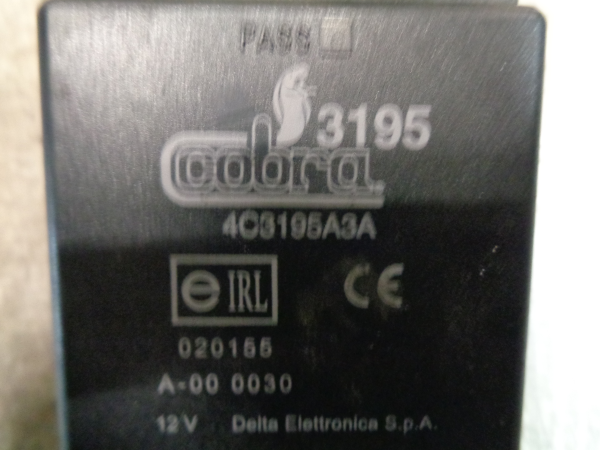 PASS
3195
cobra
4C3195A3A
e IRL CE
020155
A-00 0030
12 V Delta Elettronica S.p.A.